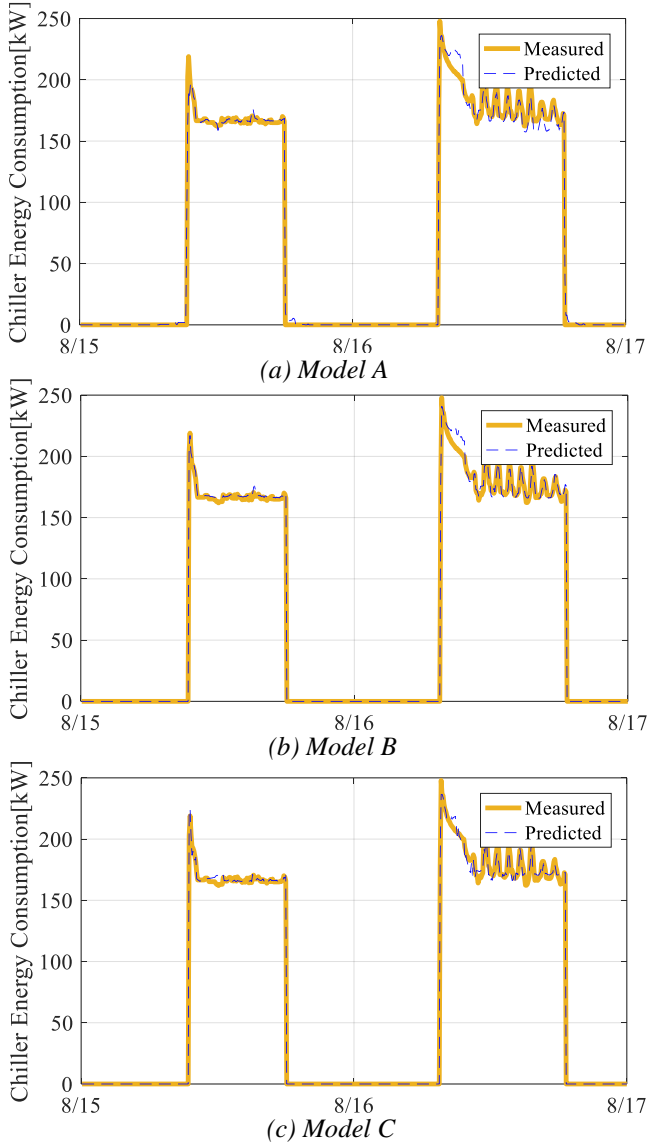 Chiller Energy Consumption[kW]
250
200
150
100
50
0
Measured
Predicted
8/15
8/16
8/17
(a) Model A
Chiller Energy Consumption[kW]
250
200
150
100
50
0
Measured
Predicted
8/15
8/16
8/17
(b) Model B
Chiller Energy Consumption[kW]
250
200
150
100
50
0
Measured
Predicted
8/15
8/16
8/17
(c) Model C